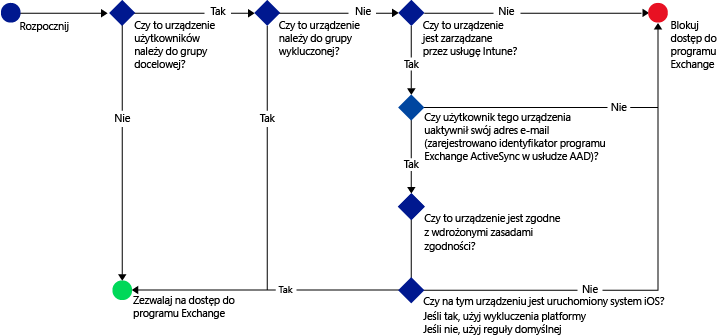 Rozpocznij
Czy to urządzenie
użytkowników
należy do grupy
docelowej?
Tak
Czy to urządzenie
należy do grupy
wykluczonej?
Nie
Czy to urządzenie
jest zarządzane
przez usługę Intune?
Nie
Blokuj
dostęp do
programu
Exchange
Tak
Nie
Tak
Czy użytkownik tego urządzenia
uaktywnił swój adres e-mail
(zarejestrowano identyfikator programu
Exchange ActiveSync w usłudze AAD)?
Nie
Tak
Czy to urządzenie jest zgodne
z wdrożonymi zasadami
zgodności?
Zezwalaj na dostęp do
programu Exchange
Tak
Nie
Czy na tym urządzeniu jest uruchomiony system iOS?
Jeśli tak, użyj wykluczenia platformy
Jeśli nie, użyj reguły domyślnej